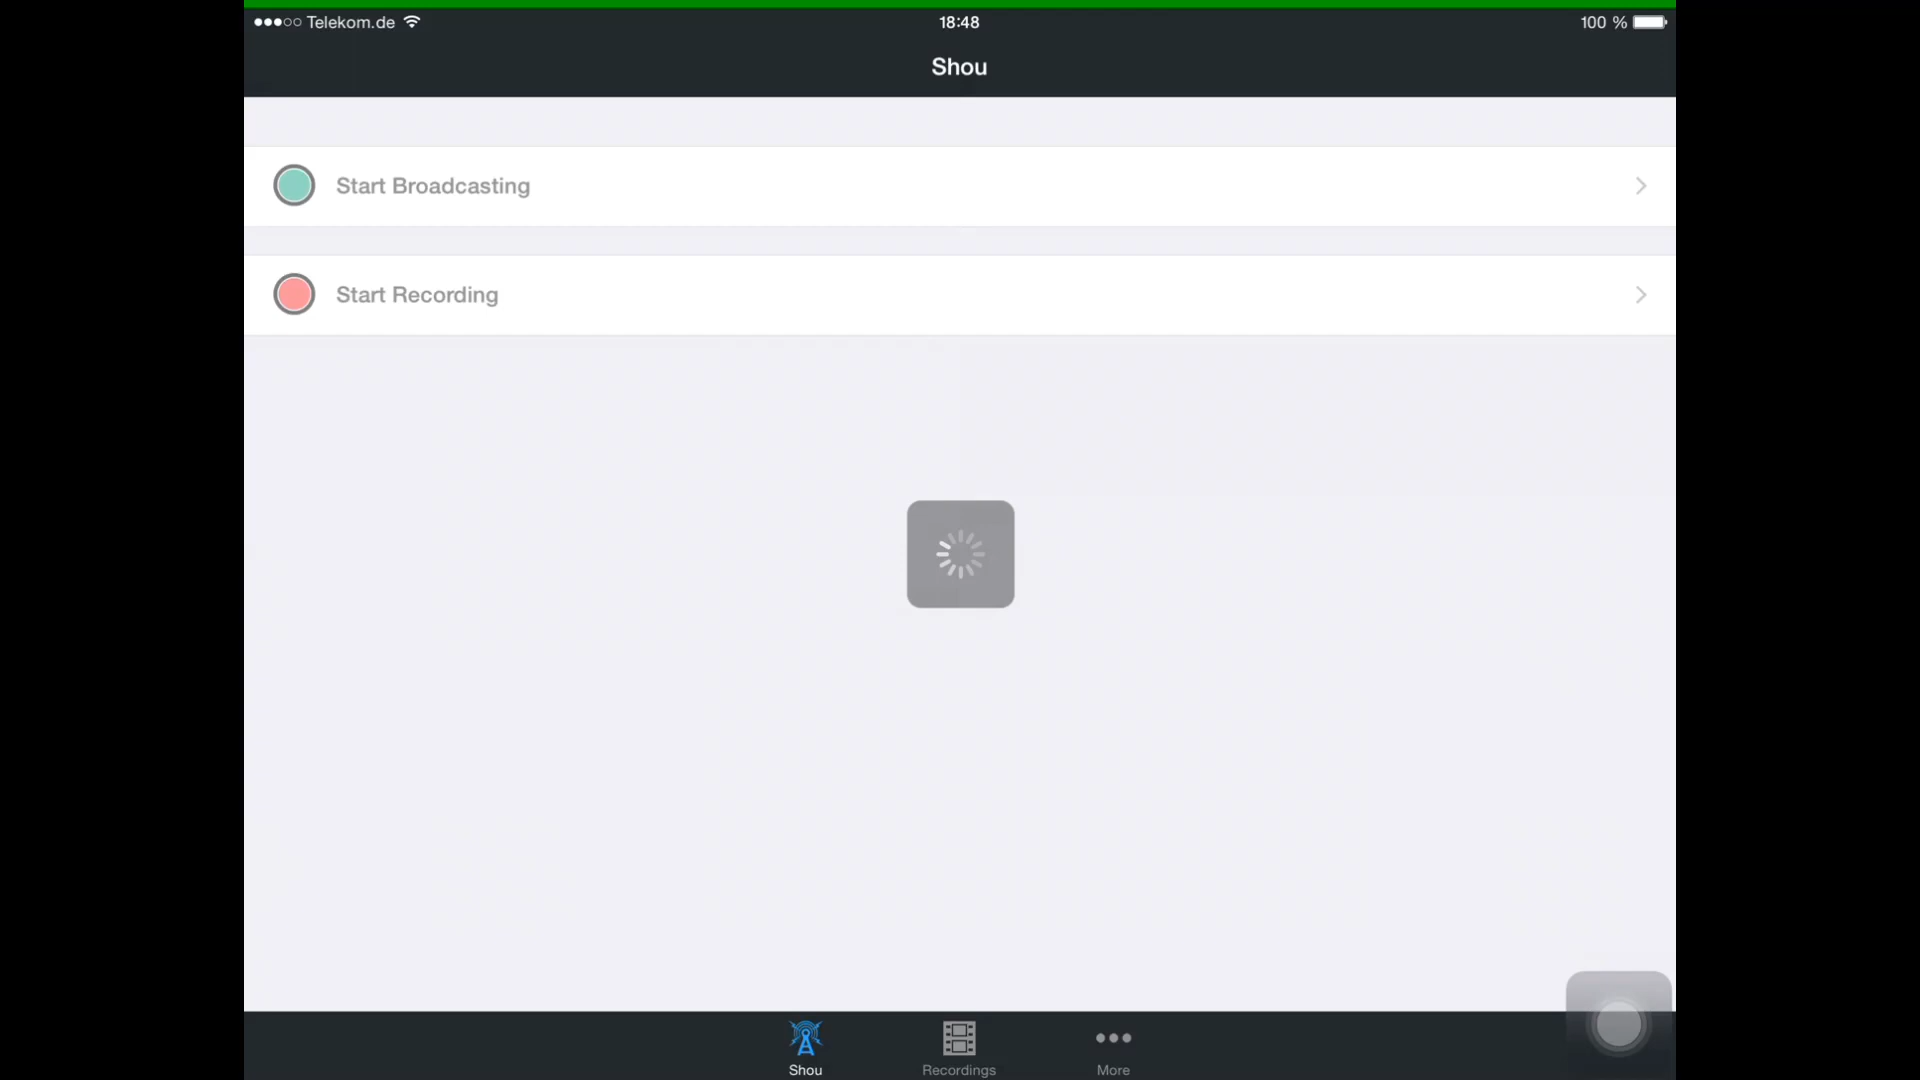 Telekom.de 18:48 100 %
Shou
Start Broadcasting
Start Recording
Shou Recordings More